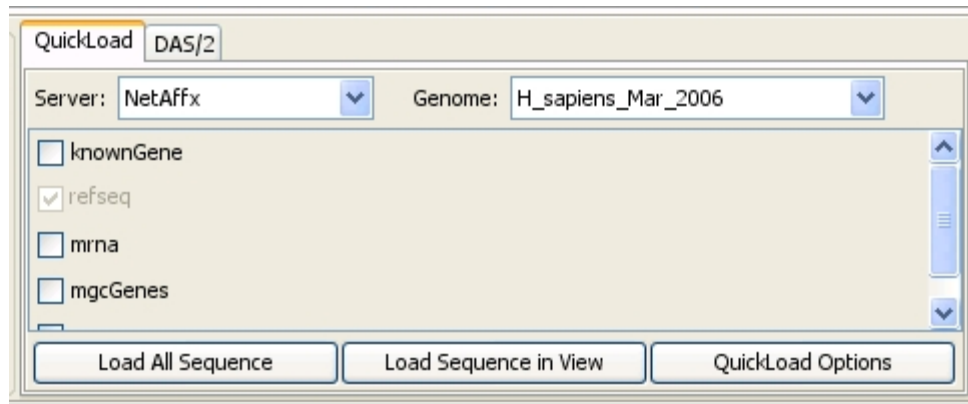 QuickLoad DAS/2
Server: NetAffx Genome: H_sapiens_Mar_2006
knownGene
refseq
mrna
mgcGenes
Load All Sequence Load Sequence in View QuickLoad Options